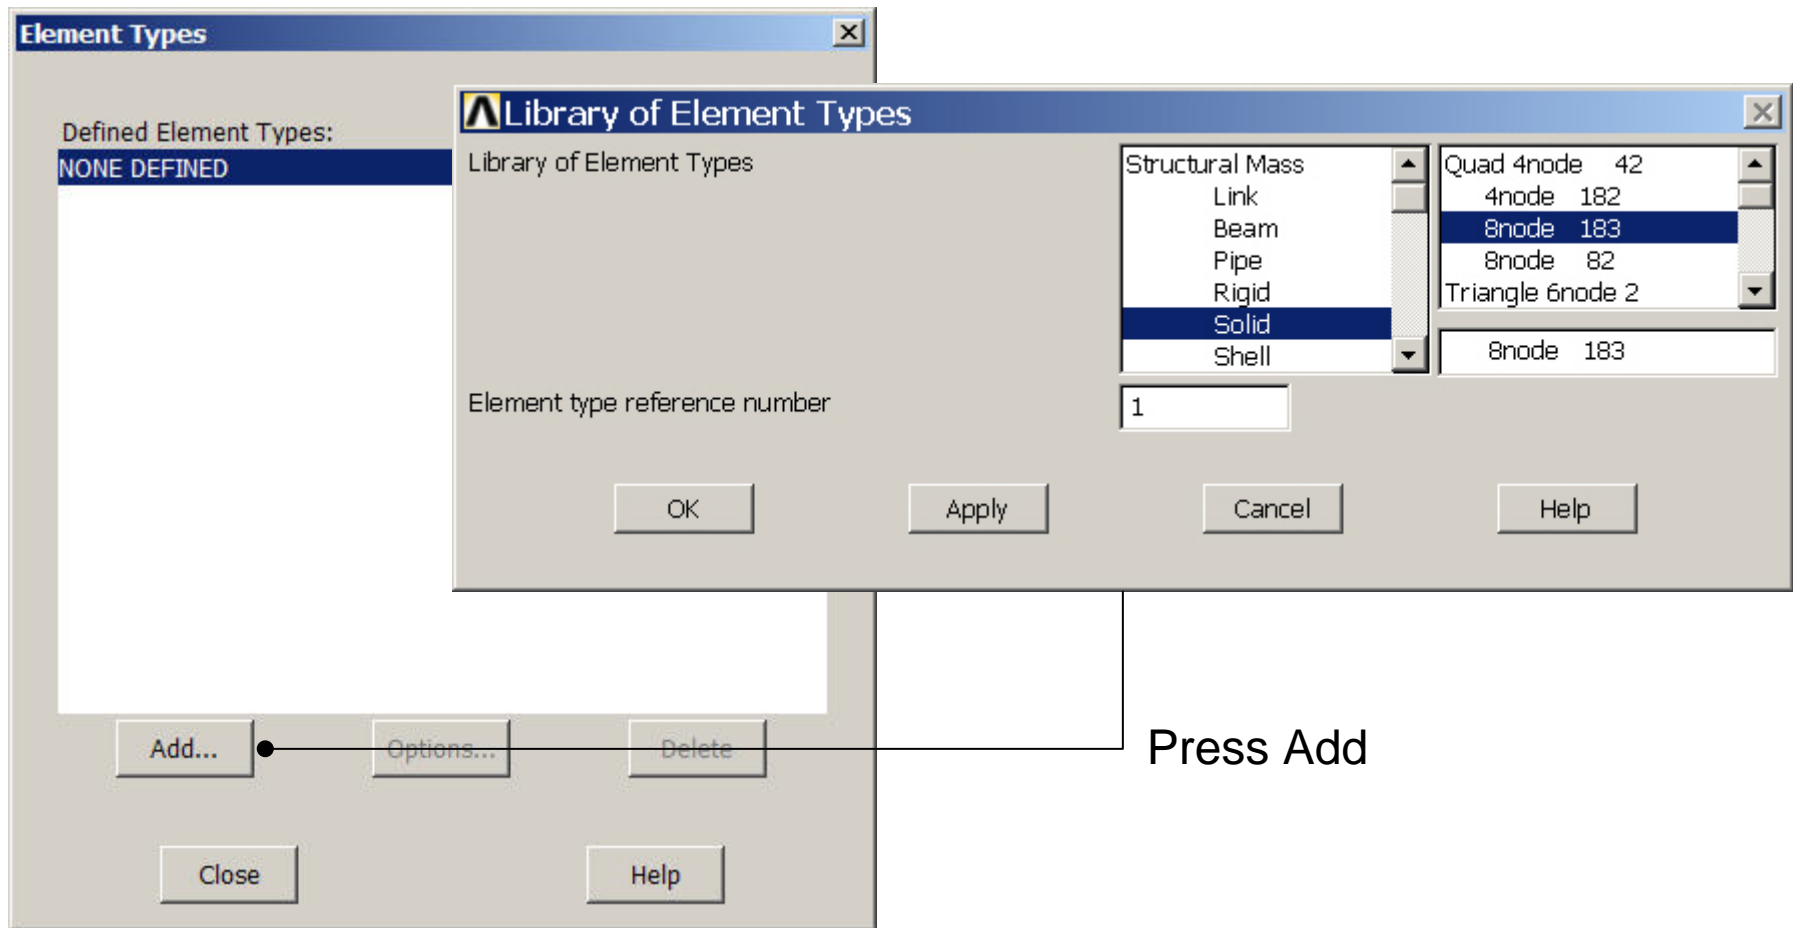 Element Types
Defined Element Types:
NONE DEFINED
Library of Element Types
Library of Element Types
Structural Mass
Link
Beam
Pipe
Rigid
Solid
Shell
Quad 4node 42
4node 182
8node 183
8node 82
Triangle 6node 2
8node 183
Element type reference number
1
OK
Apply
Cancel
Help
Add...
Options...
Delete
Press Add
Close
Help